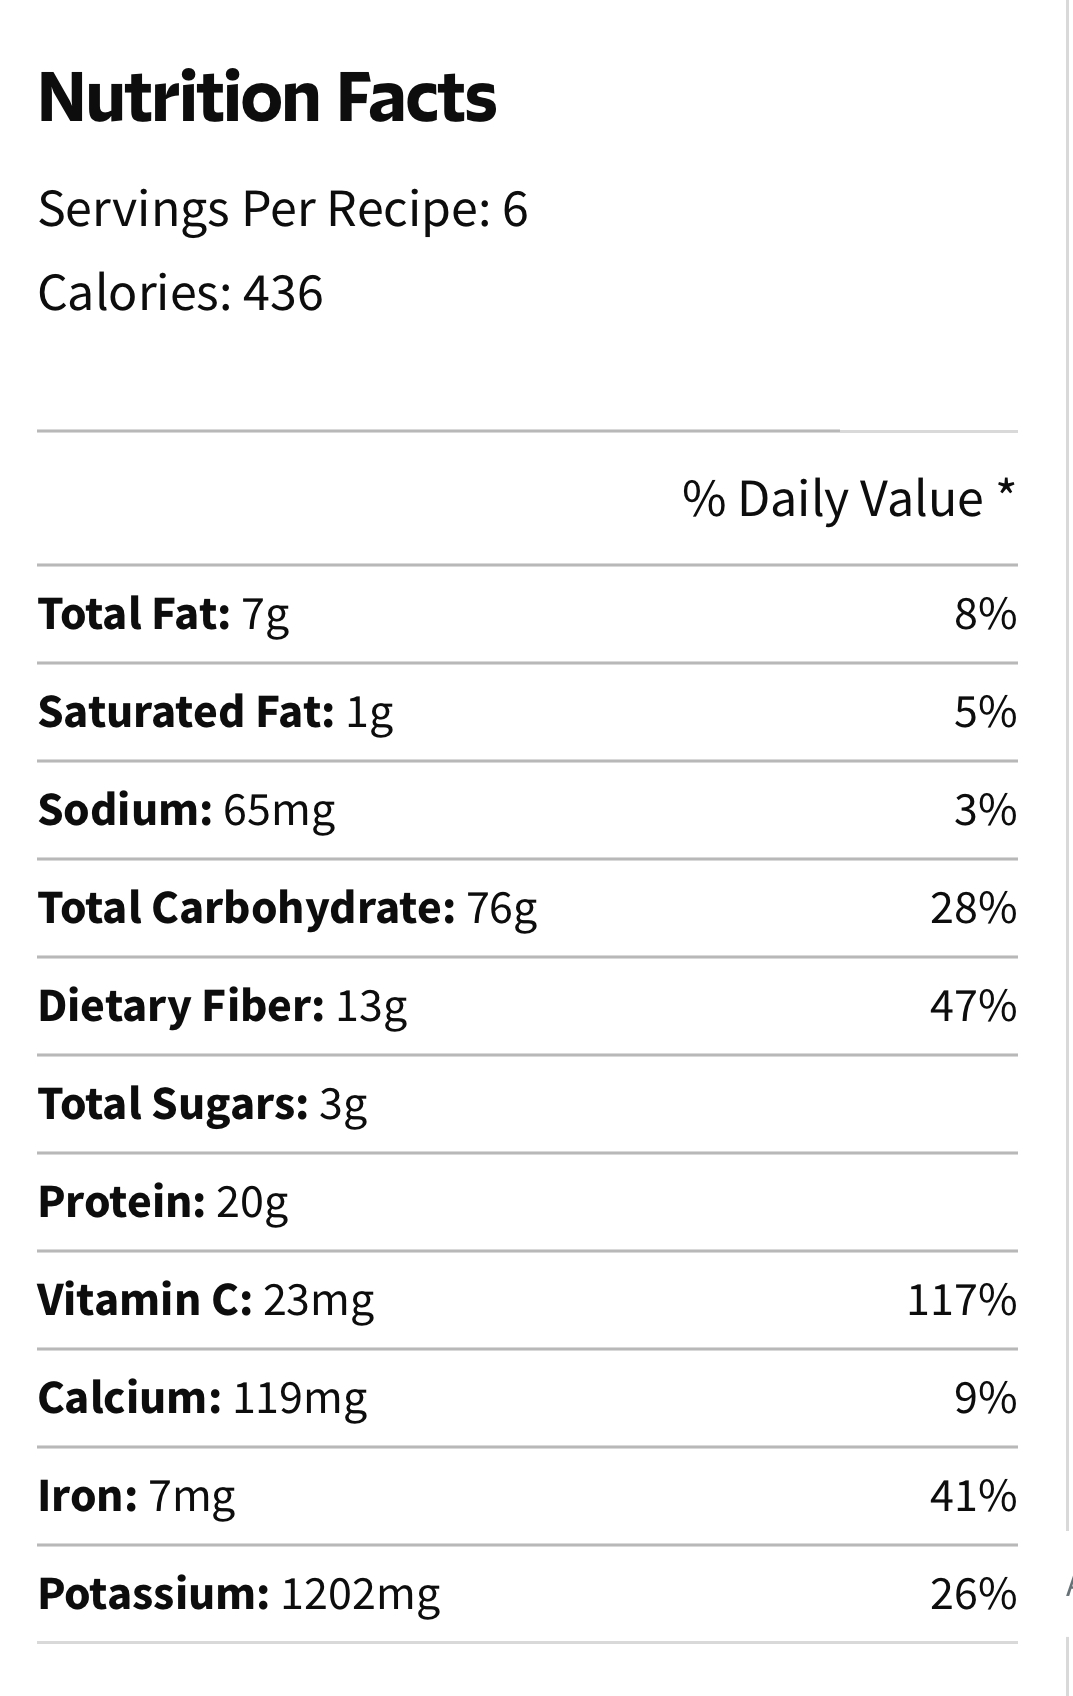 Nutrition Facts
Servings Per Recipe: 6
Calories: 436
% Daily Value *
Total Fat: 7g 8%
Saturated Fat: 1g 5%
Sodium: 65mg 3%
Total Carbohydrate: 76g 28%
Dietary Fiber: 13g 47%
Total Sugars: 3g
Protein: 20g
Vitamin C: 23mg 117%
Calcium: 119mg 9%
Iron: 7mg 41%
Potassium: 1202mg 26%